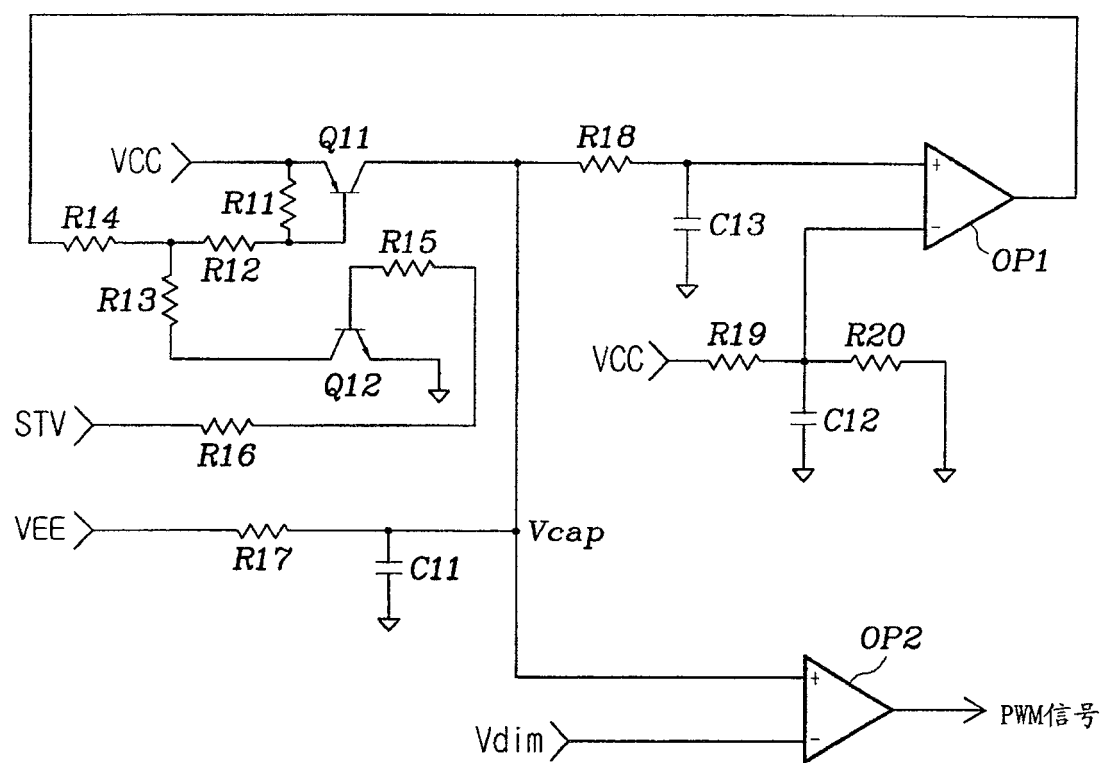 Q11
R18
VCC
+
R11
R14
C13
R15
-
OP1
R12
R13
R19
R20
VCC
Q12
STV
C12
R16
VEE
Vcap
R17
C11
OP2
+
PWM信号
Vdim
-